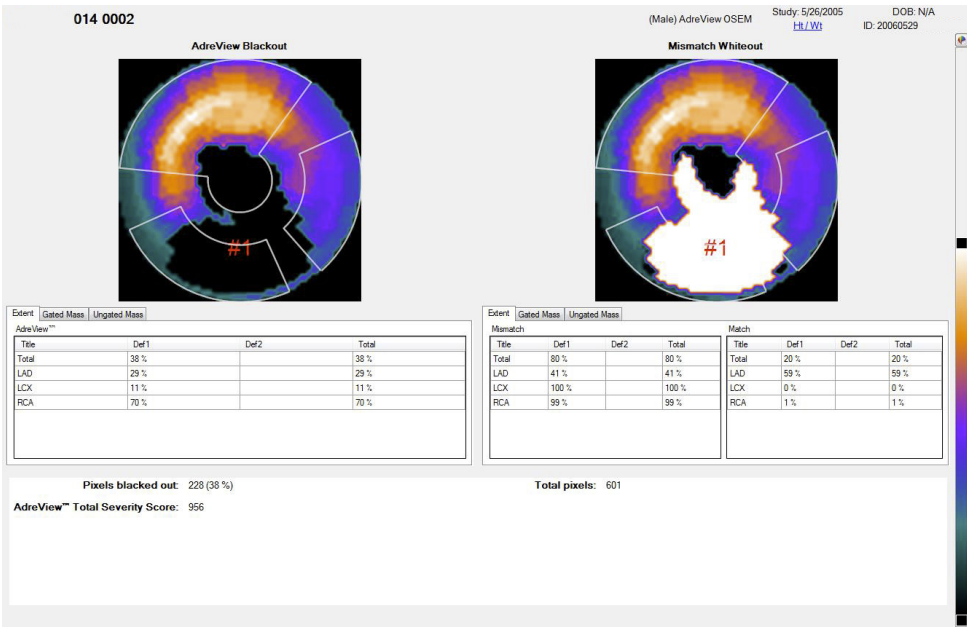 014 0002
(Male) AdreView OSEM
Study: 5/26/2005
Ht / Wt
DOB: N/A
ID: 20060529
AdreView Blackout
Mismatch Whiteout
#1
#1
Extent Gated Mass Ungated Mass
AdreView™
Title Def1 Def2 Total
Total 38 % 38 %
LAD 29 % 29 %
LCX 11 % 11 %
RCA 70 % 70 %
Extent Gated Mass Ungated Mass
Mismatch
Title Def1 Def2 Total
Total 80 % 80 %
LAD 41 % 41 %
LCX 100 % 100 %
RCA 99 % 99 %
Match
Title Def1 Def2 Total
Total 20 % 20 %
LAD 59 % 59 %
LCX 0 % 0 %
RCA 1 % 1 %
Pixels blacked out: 228 (38 %)
Total pixels: 601
AdreView™ Total Severity Score: 956